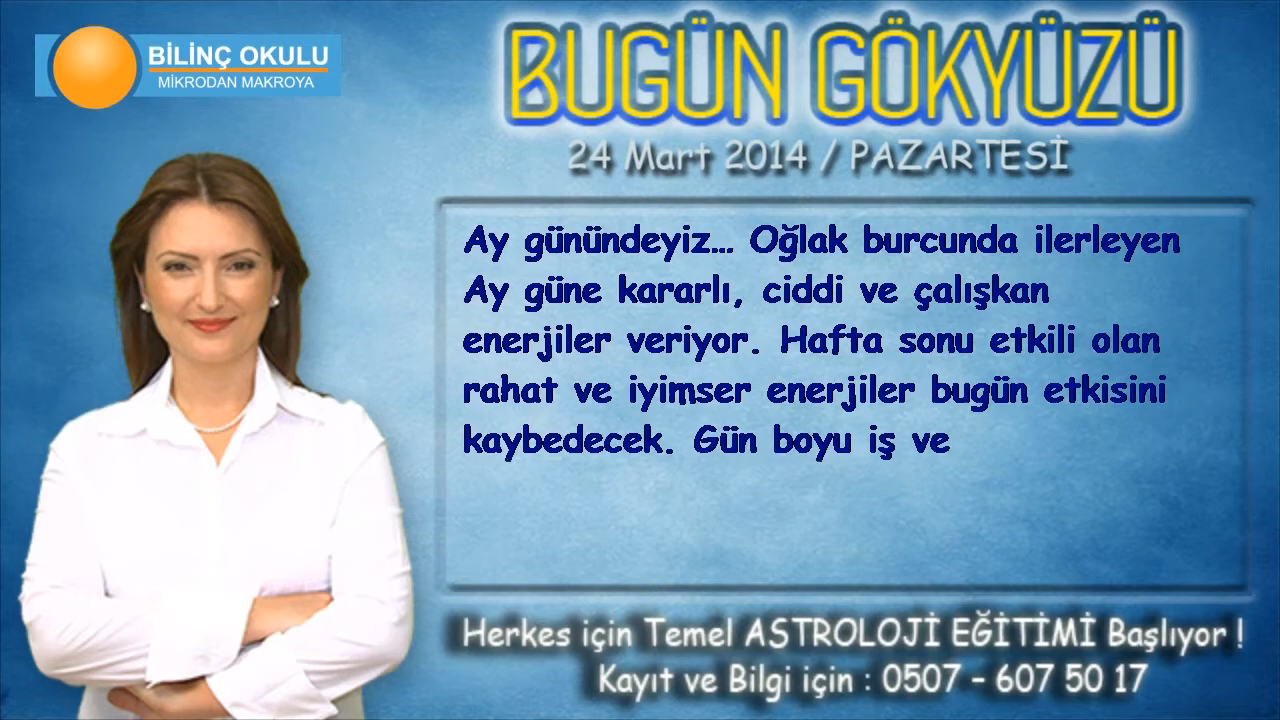 BİLİNÇ OKULU
MİKRODAN MAKROYA
BUGÜN GÖKYÜZÜ
24 Mart 2014 / PAZARTESİ
Ay günündeyiz... Oğlak burcunda ilerleyen
Ay güne kararlı, ciddi ve çalışkan
enerjiler veriyor. Hafta sonu etkili olan
rahat ve iyimser enerjiler bugün etkisini
kaybedecek. Gün boyu iş ve
Herkes için Temel ASTROLOJİ EĞİTİMİ Başlıyor !
Kayıt ve Bilgi için : 0507 – 607 50 17